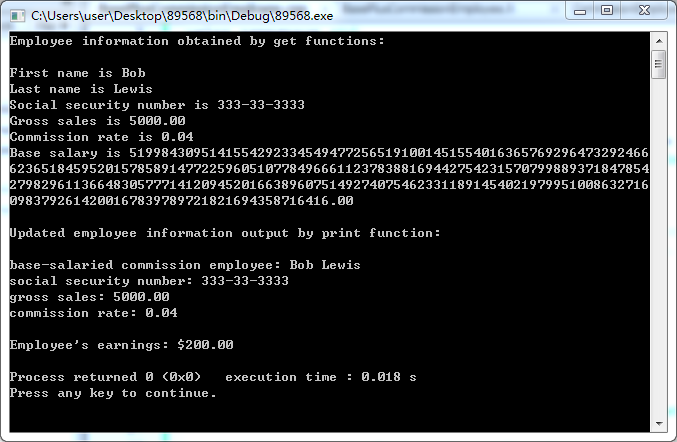 C:\Users\user\Desktop\89568\bin\Debug\89568.exe
Employee information obtained by get functions:
First name is Bob
Last name is Lewis
Social security number is 333-33-3333
Gross sales is 5000.00
Commission rate is 0.04
Base salary is 51998430951415542923345494772565191001451554016365769296473292466
62365184595201578589147722596051077849666112378388169442754231570799889371847854
27982961136648305777141209452016638960751492740754623311891454021979951008632716
09837926142001678397897218216943587164​16.00
Updated employee information output by print function:
base-salaried commission employee: Bob Lewis
social security number: 333-33-3333
gross sales: 5000.00
commission rate: 0.04
Employee's earnings: $200.00
Process returned 0 (0x0)   execution time : 0.018 s
Press any key to continue.